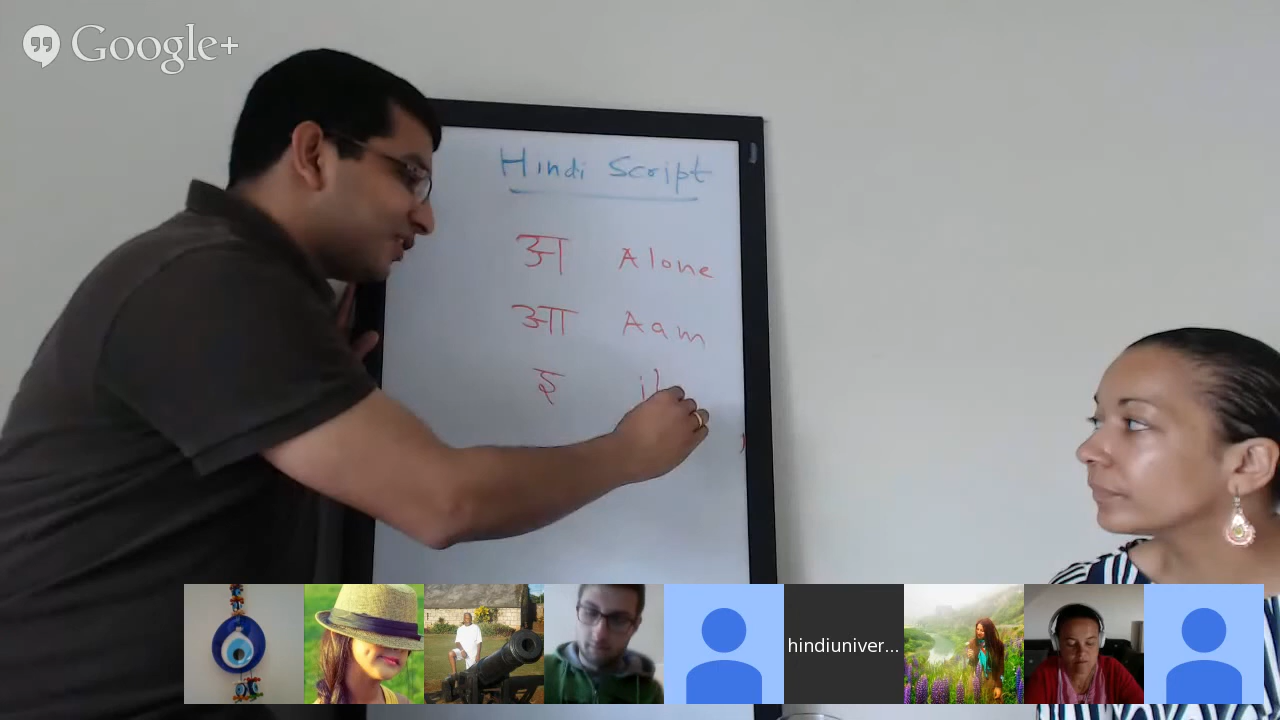 Google+
Hindi Script
अ Alone
आ Aam
इ
hindiuniver...